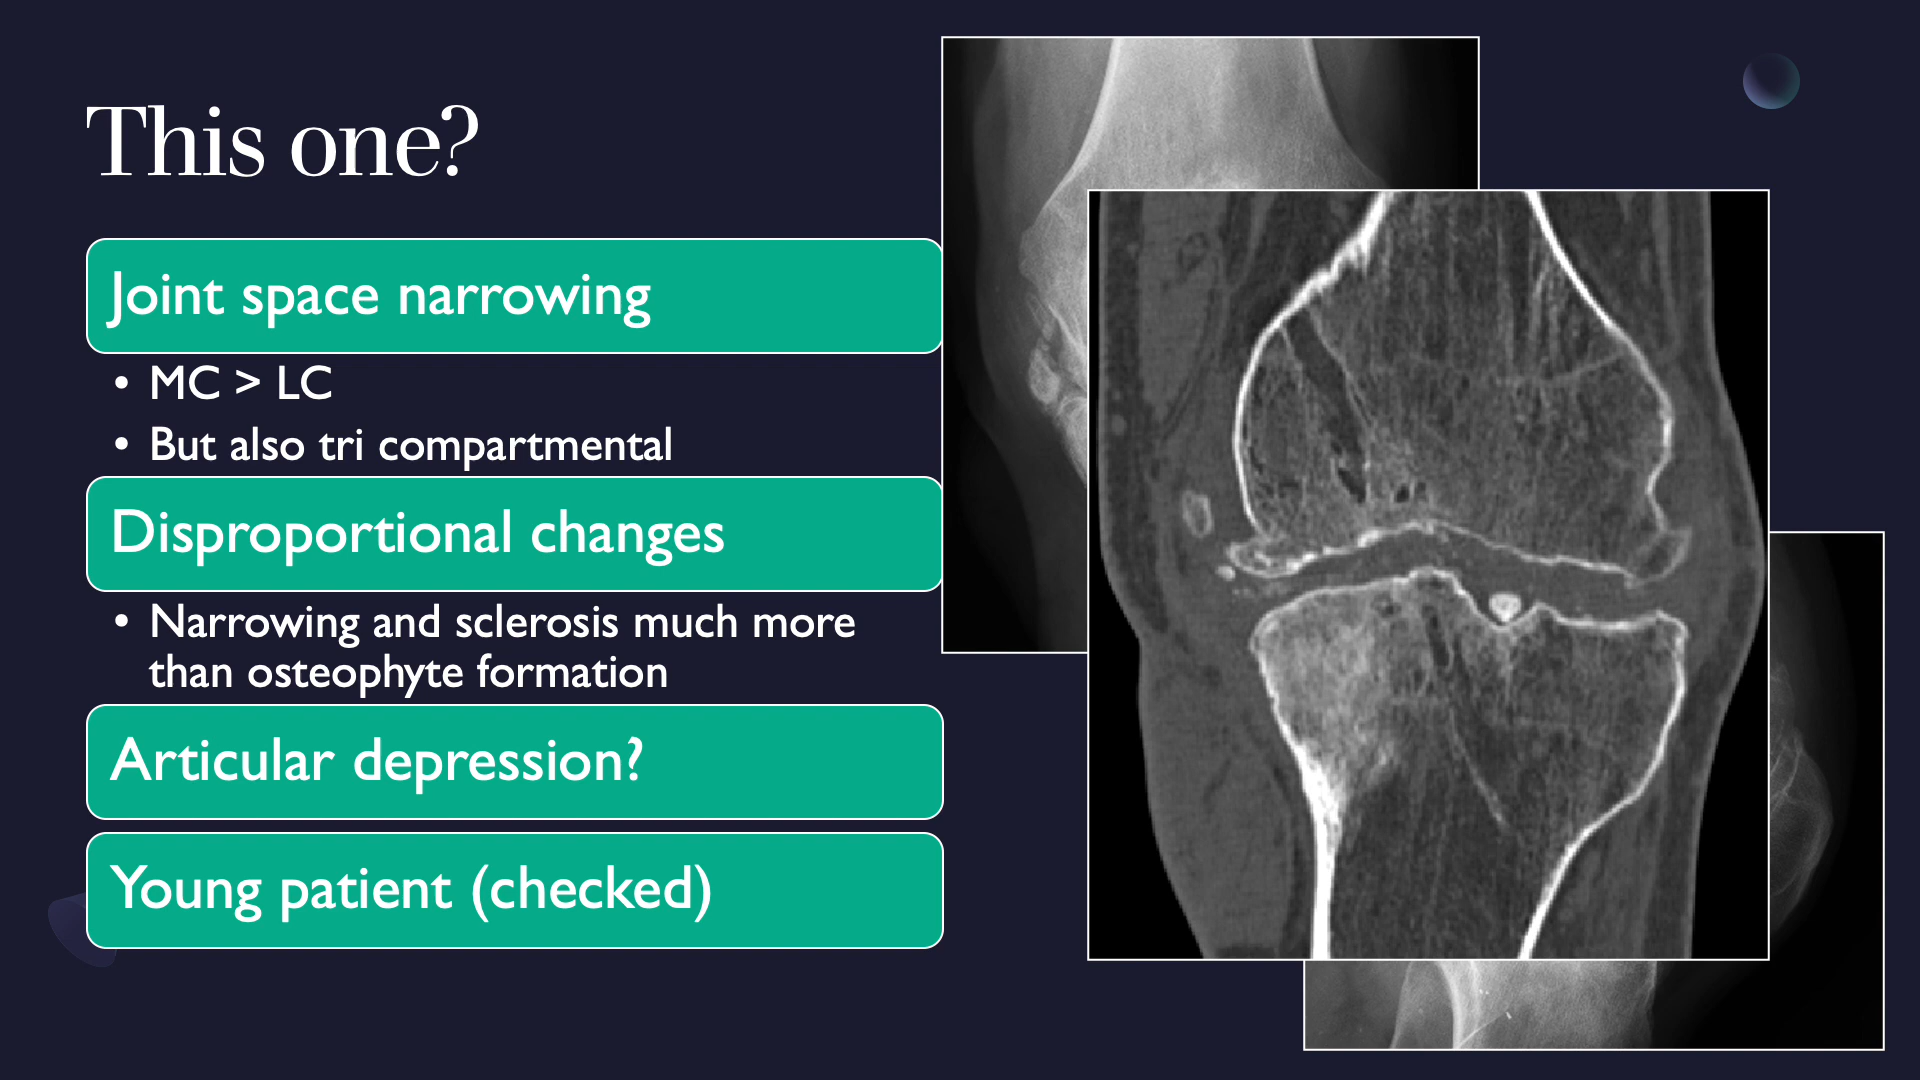 This one?
Joint space narrowing
• MC > LC
• But also tri compartmental
Disproportional changes
• Narrowing and sclerosis much more
than osteophyte formation
Articular depression?
Young patient (checked)